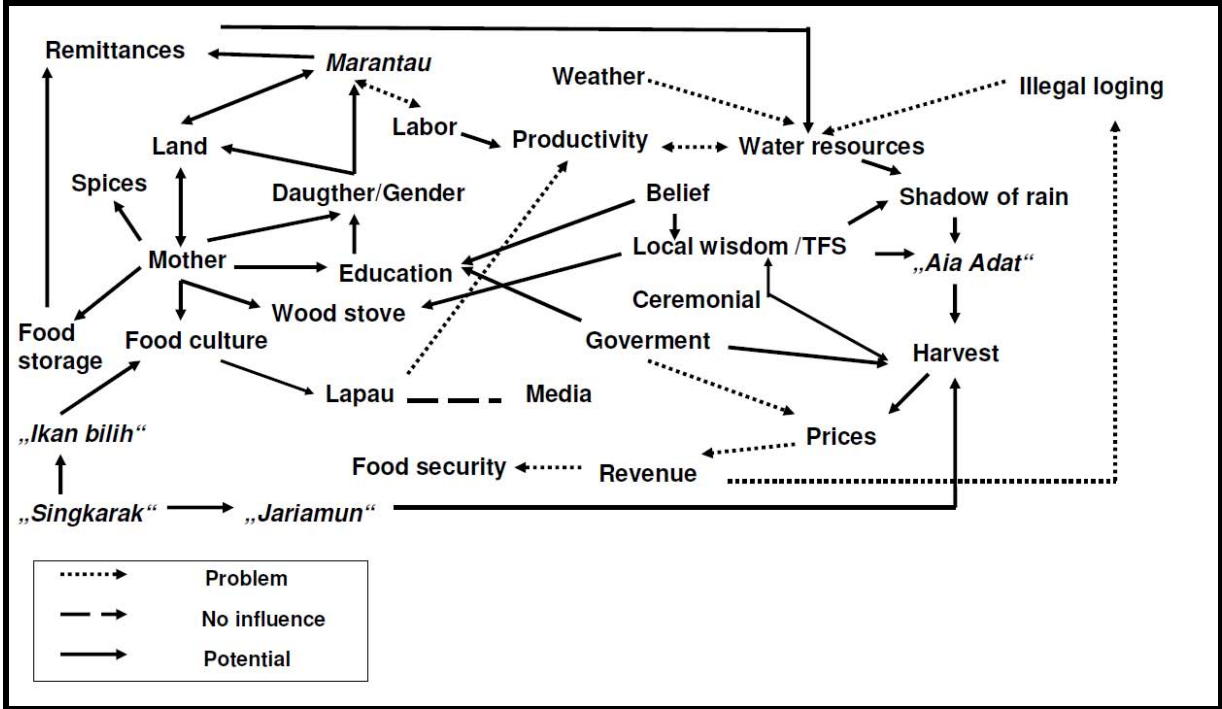 Remittances
Marantau
Weather
Illegal loging
Labor
Productivity
Water resources
Land
Spices
Daugther/Gender
Belief
Shadow of rain
Mother
Education
Local wisdom /TFS
„Aia Adat“
Wood stove
Ceremonial
Food
storage
Food culture
Goverment
Harvest
Lapau
Media
„Ikan bilih“
Prices
Food security
Revenue
„Singkarak“
„Jariamun“
Problem
No influence
Potential